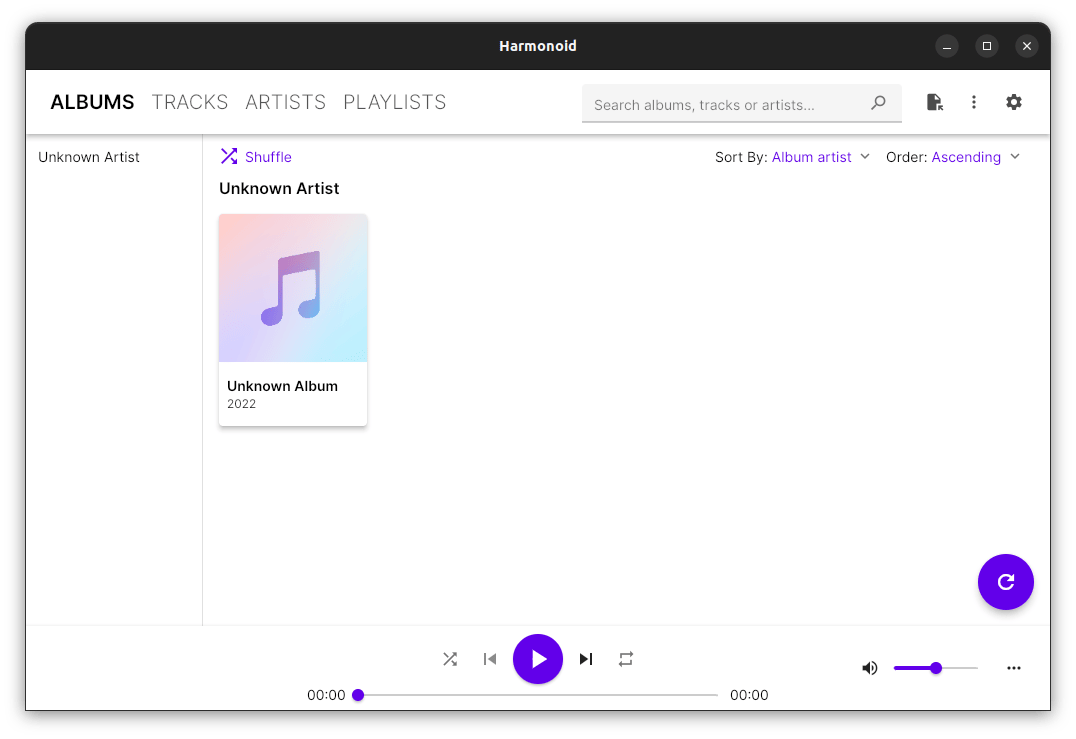 Harmonoid
ALBUMS TRACKS ARTISTS PLAYLISTS
Search albums, tracks or artists...
Unknown Artist
Shuffle
Sort By: Album artist
Order: Ascending
Unknown Artist
Unknown Album
2022
00:00
00:00